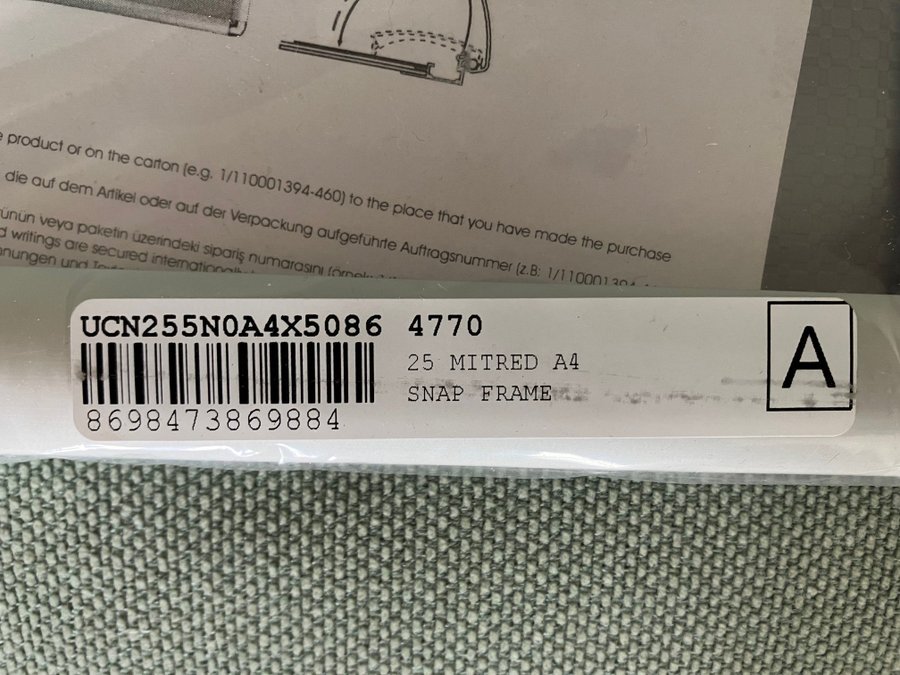 product or on the carton (e.g. 1/110001394-460) to the place that you have made the purchase
die auf dem Artikel oder auf der Verpackung aufgeführte Auftragsnummer (z.B: 1/110001394
veya paketin üzerindeki sipariş numarasını
writings are secured
und
UCN255N0A4X5086 4770
25 MITRED A4
SNAP FRAME
8698473869884
A